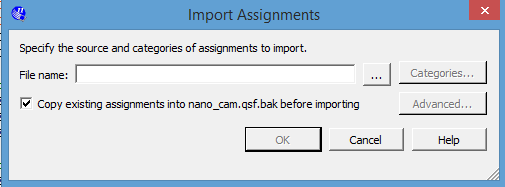 Import Assignments
Specify the source and categories of assignments to import.
File name: ... Categories...
Copy existing assignments into nano_cam.qsf.bak before importing Advanced...
OK Cancel Help